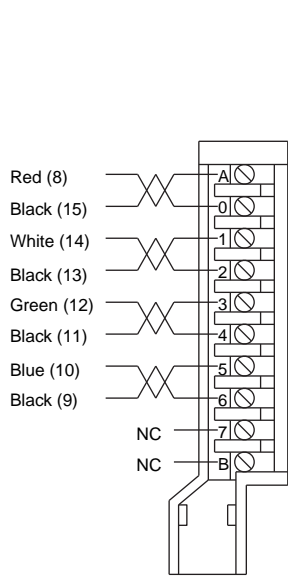 Red (8) A
Black (15) 0
White (14) 1
Black (13) 2
Green (12) 3
Black (11) 4
Blue (10) 5
Black (9) 6
NC 7
NC B